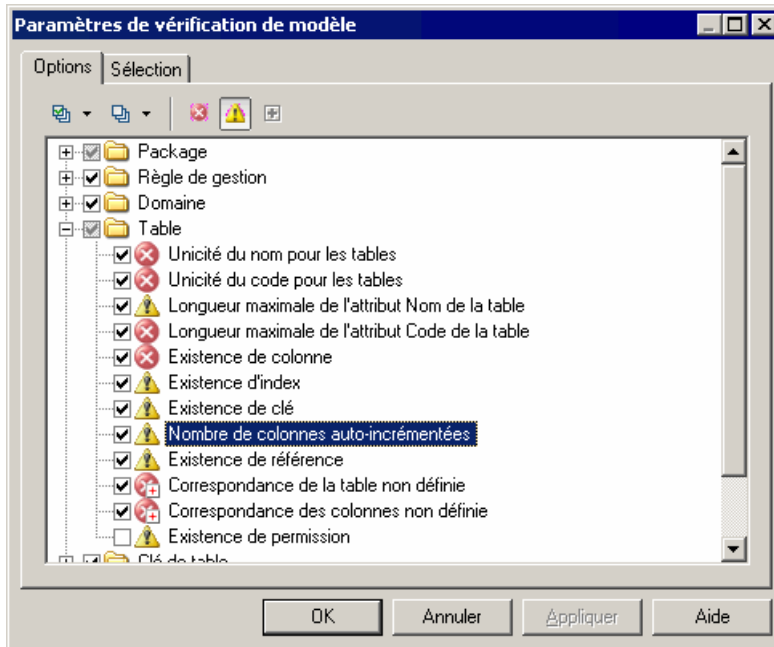 Paramètres de vérification de modèle
Options
Sélection
Package
Règle de gestion
Domaine
Table
Unicité du nom pour les tables
Unicité du code pour les tables
Longueur maximale de l'attribut Nom de la table
Longueur maximale de l'attribut Code de la table
Existence de colonne
Existence d'index
Existence de clé
Nombre de colonnes auto-incrémentées
Existence de référence
Correspondance de la table non définie
Correspondance des colonnes non définie
Existence de permission
Clé de table
OK
Annuler
Appliquer
Aide